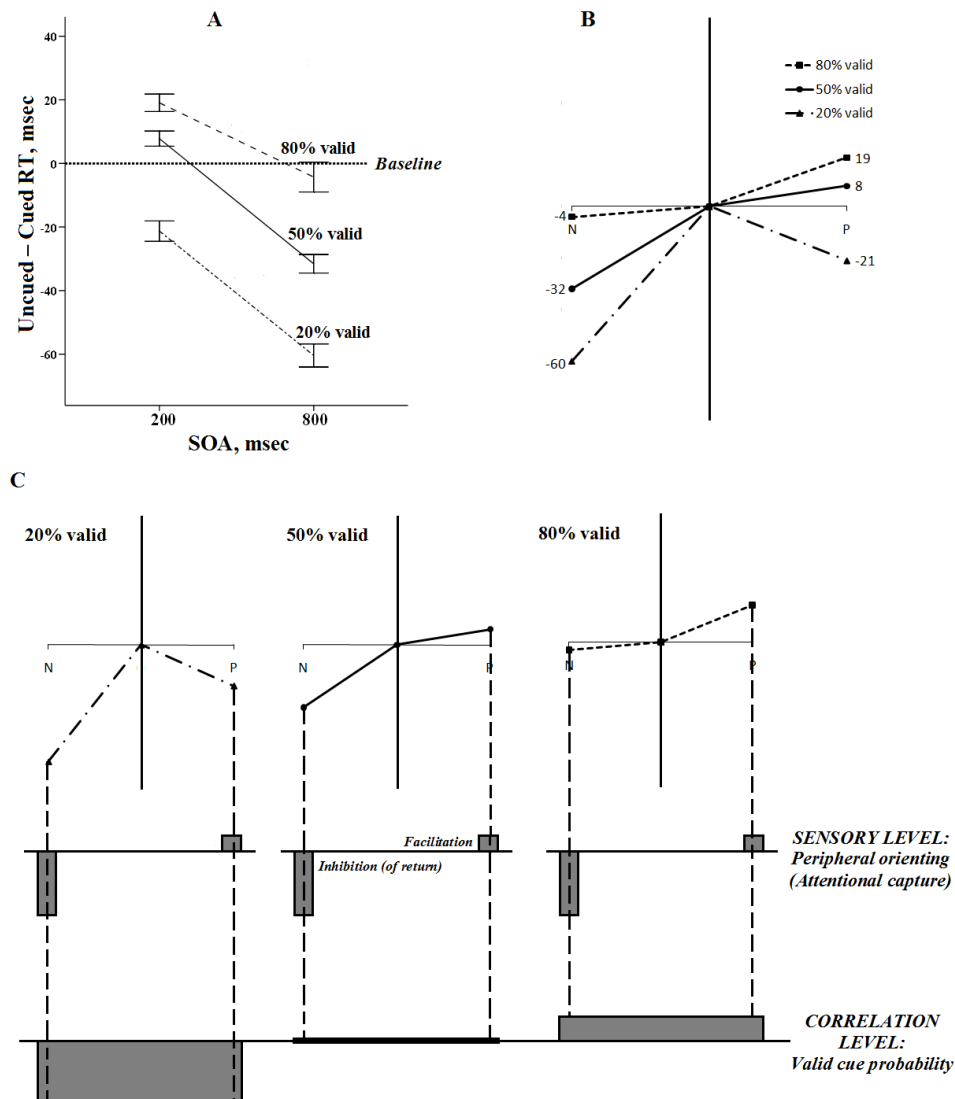 A
40
20
0
-20
-40
-60
Uncued – Cued RT, msec
80% valid
Baseline
50% valid
20% valid
200
800
SOA, msec
B
80% valid
50% valid
20% valid
19
8
-4
N
P
-21
-32
-60
C
20% valid
50% valid
80% valid
N
P
N
P
N
P
Facilitation
Inhibition (of return)
SENSORY LEVEL:
Peripheral orienting
(Attentional capture)
CORRELATION
LEVEL:
Valid cue probability